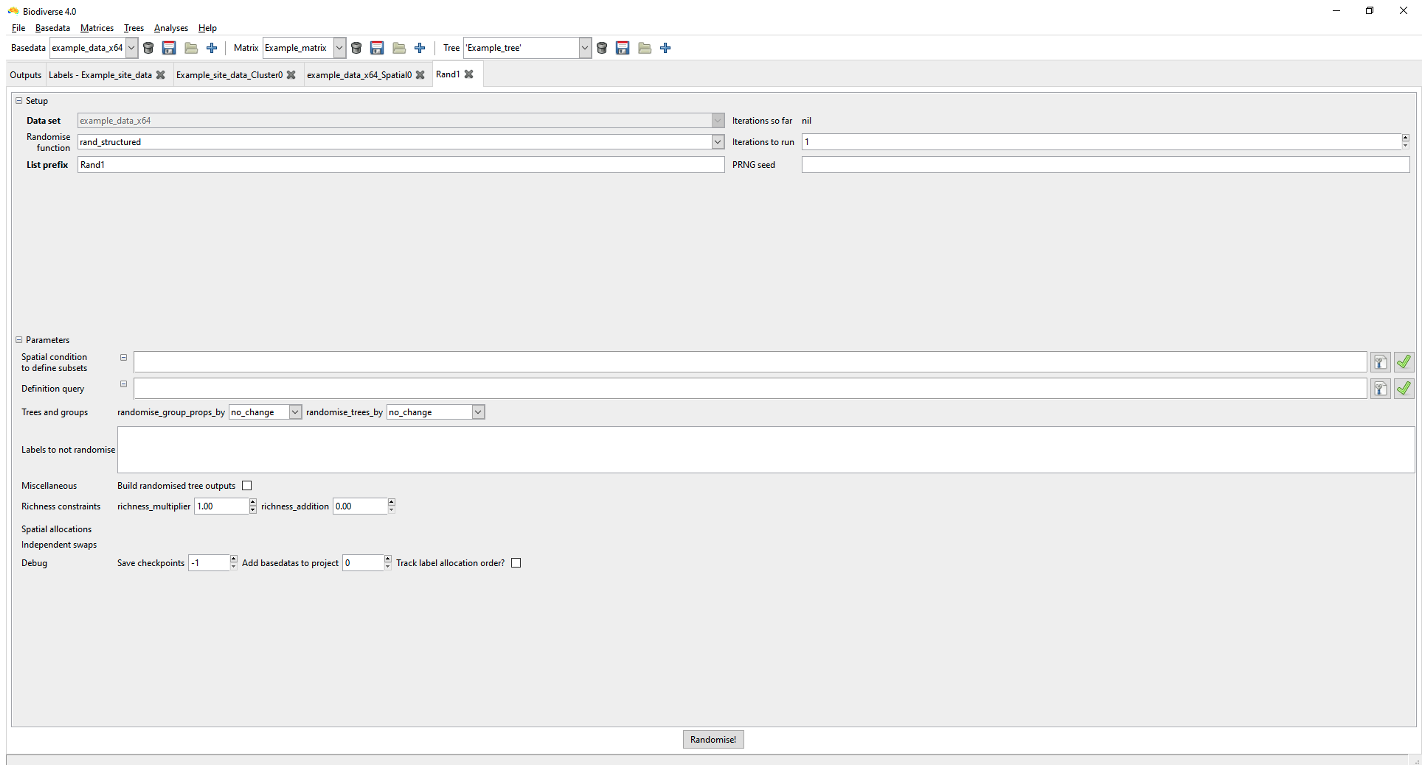 Biodiverse 4.0
File Basedata Matrices Trees Analyses Help
Basedata example_data_x64 Matrix Example_matrix Tree 'Example_tree'
Outputs Labels - Example_site_data Example_site_data_Cluster0 example_data_x64_Spatial0 Rand1
Setup
Data set example_data_x64 Iterations so far nil
Randomise function rand_structured Iterations to run 1
List prefix Rand1 PRNG seed
Parameters
Spatial condition
to define subsets
Definition query
Trees and groups randomise_group_props_by no_change randomise_trees_by no_change
Labels to not randomise
Miscellaneous Build randomised tree outputs
Richness constraints richness_multiplier 1.00 richness_addition 0.00
Spatial allocations
Independent swaps
Debug Save checkpoints -1 Add basedatas to project 0 Track label allocation order?
Randomise!